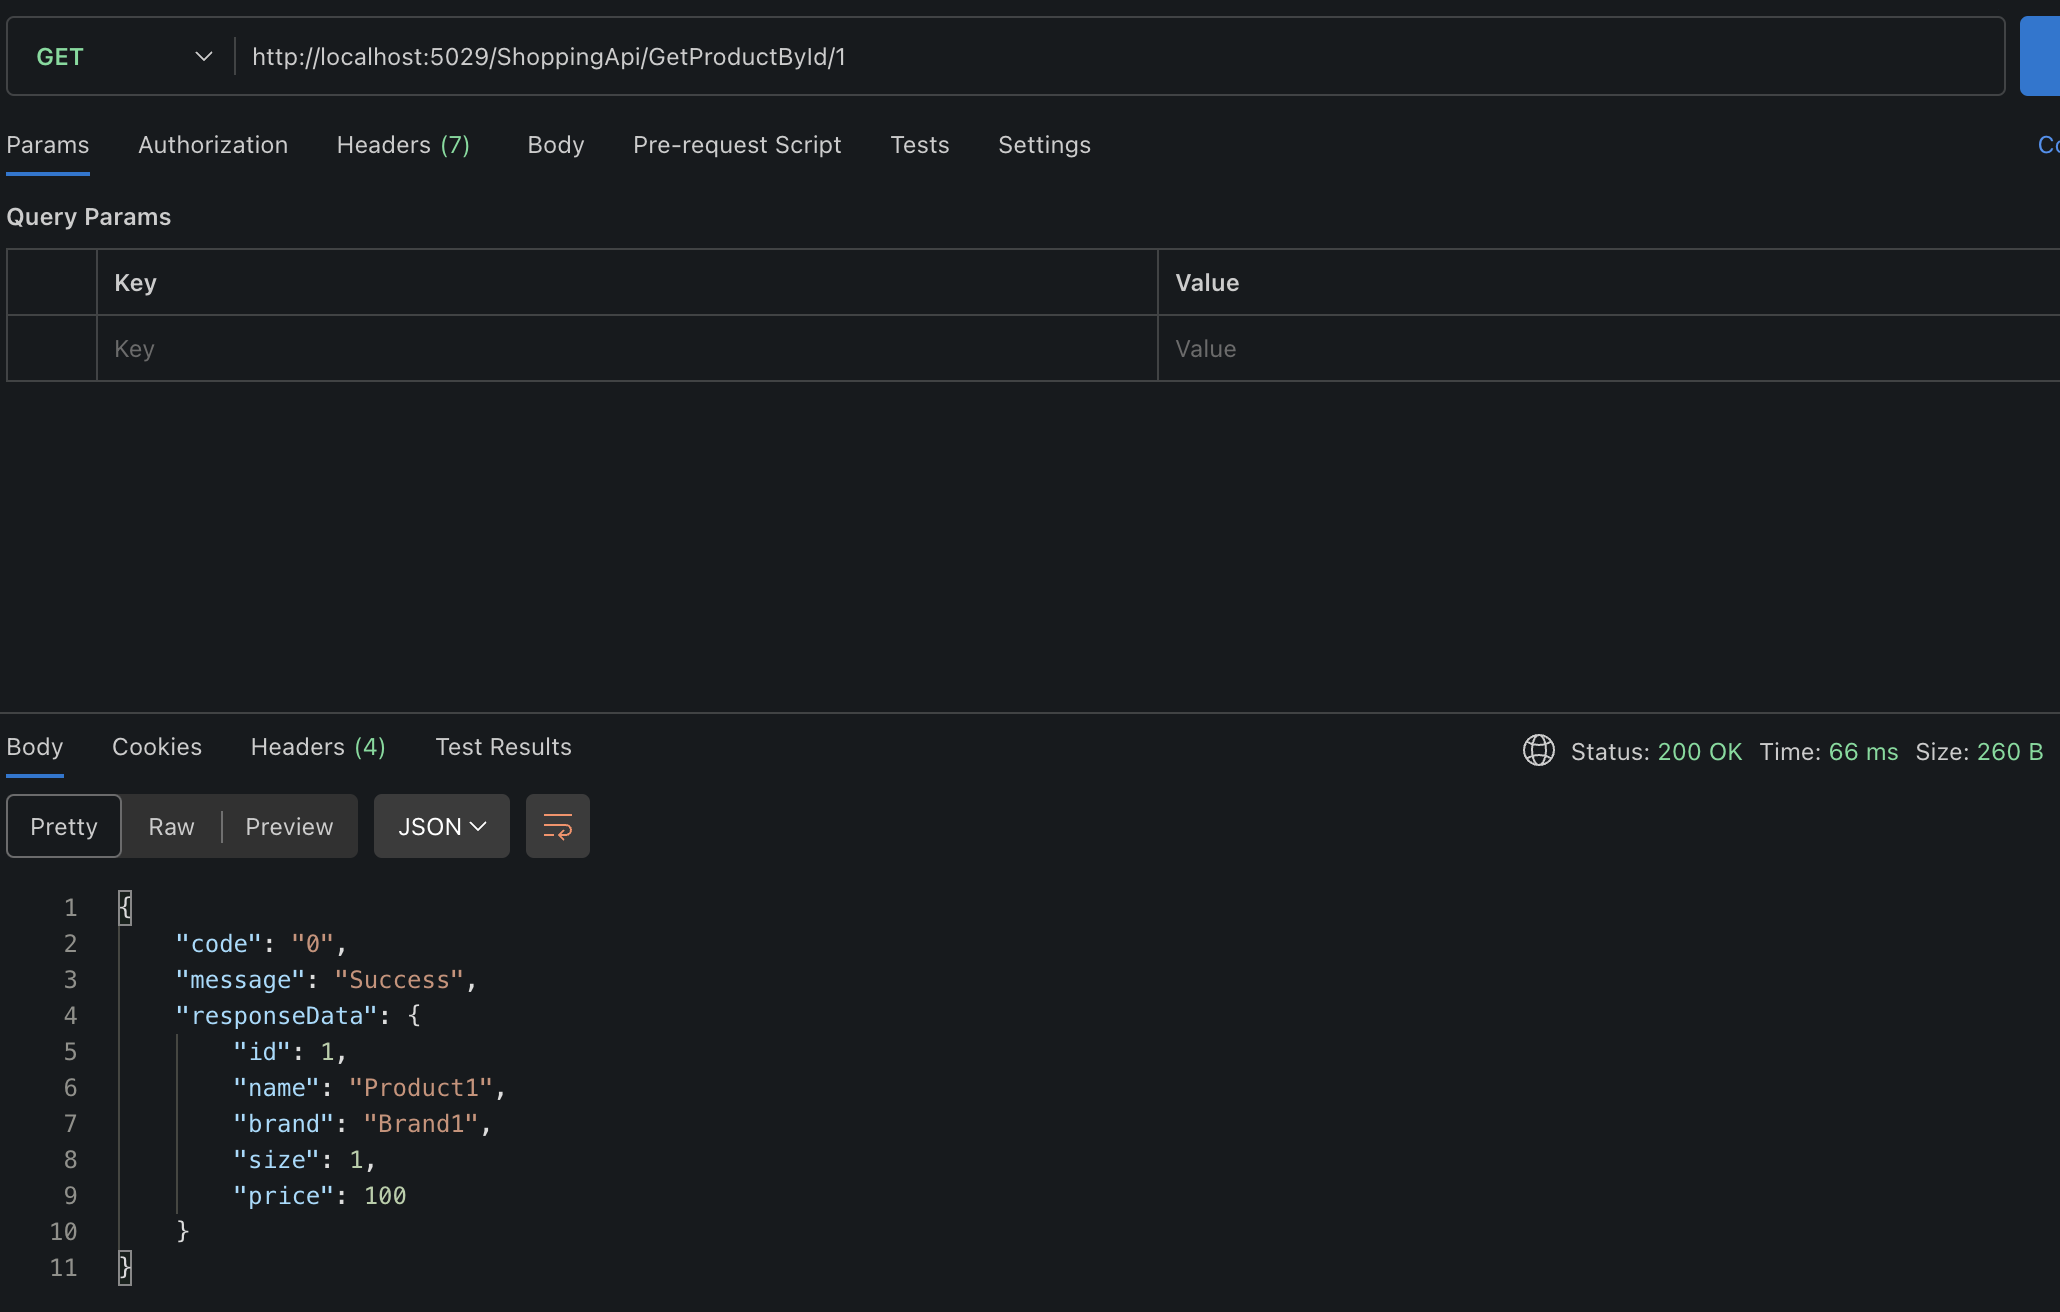 GET http://localhost:5029/ShoppingApi/GetProductById/1
Params Authorization Headers (7) Body Pre-request Script Tests Settings
Query Params
Key Value
Key Value
Body Cookies Headers (4) Test Results Status: 200 OK Time: 66 ms Size: 260 B
Pretty Raw Preview JSON
1 {
2 "code": "0",
3 "message": "Success",
4 "responseData": {
5 "id": 1,
6 "name": "Product1",
7 "brand": "Brand1",
8 "size": 1,
9 "price": 100
10 }
11 }